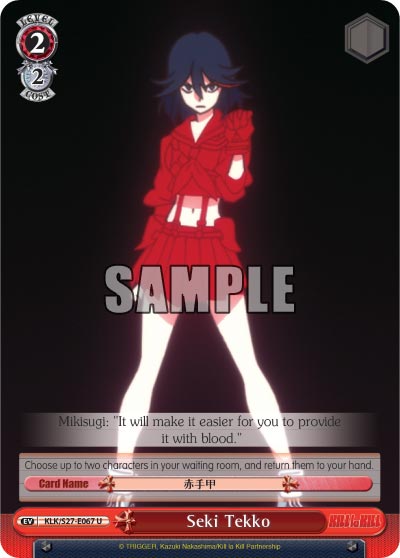 LEVEL
2
2
COST
SAMPLE
Mikisugi: "It will make it easier for you to provide
it with blood."
Choose up to two characters in your waiting room, and return them to your hand.
Card Name 赤手甲
EV KLK/S27-E067 U Seki Tekko KILL la KILL
© TRIGGER, Kazuki Nakashima/Kill la Kill Partnership